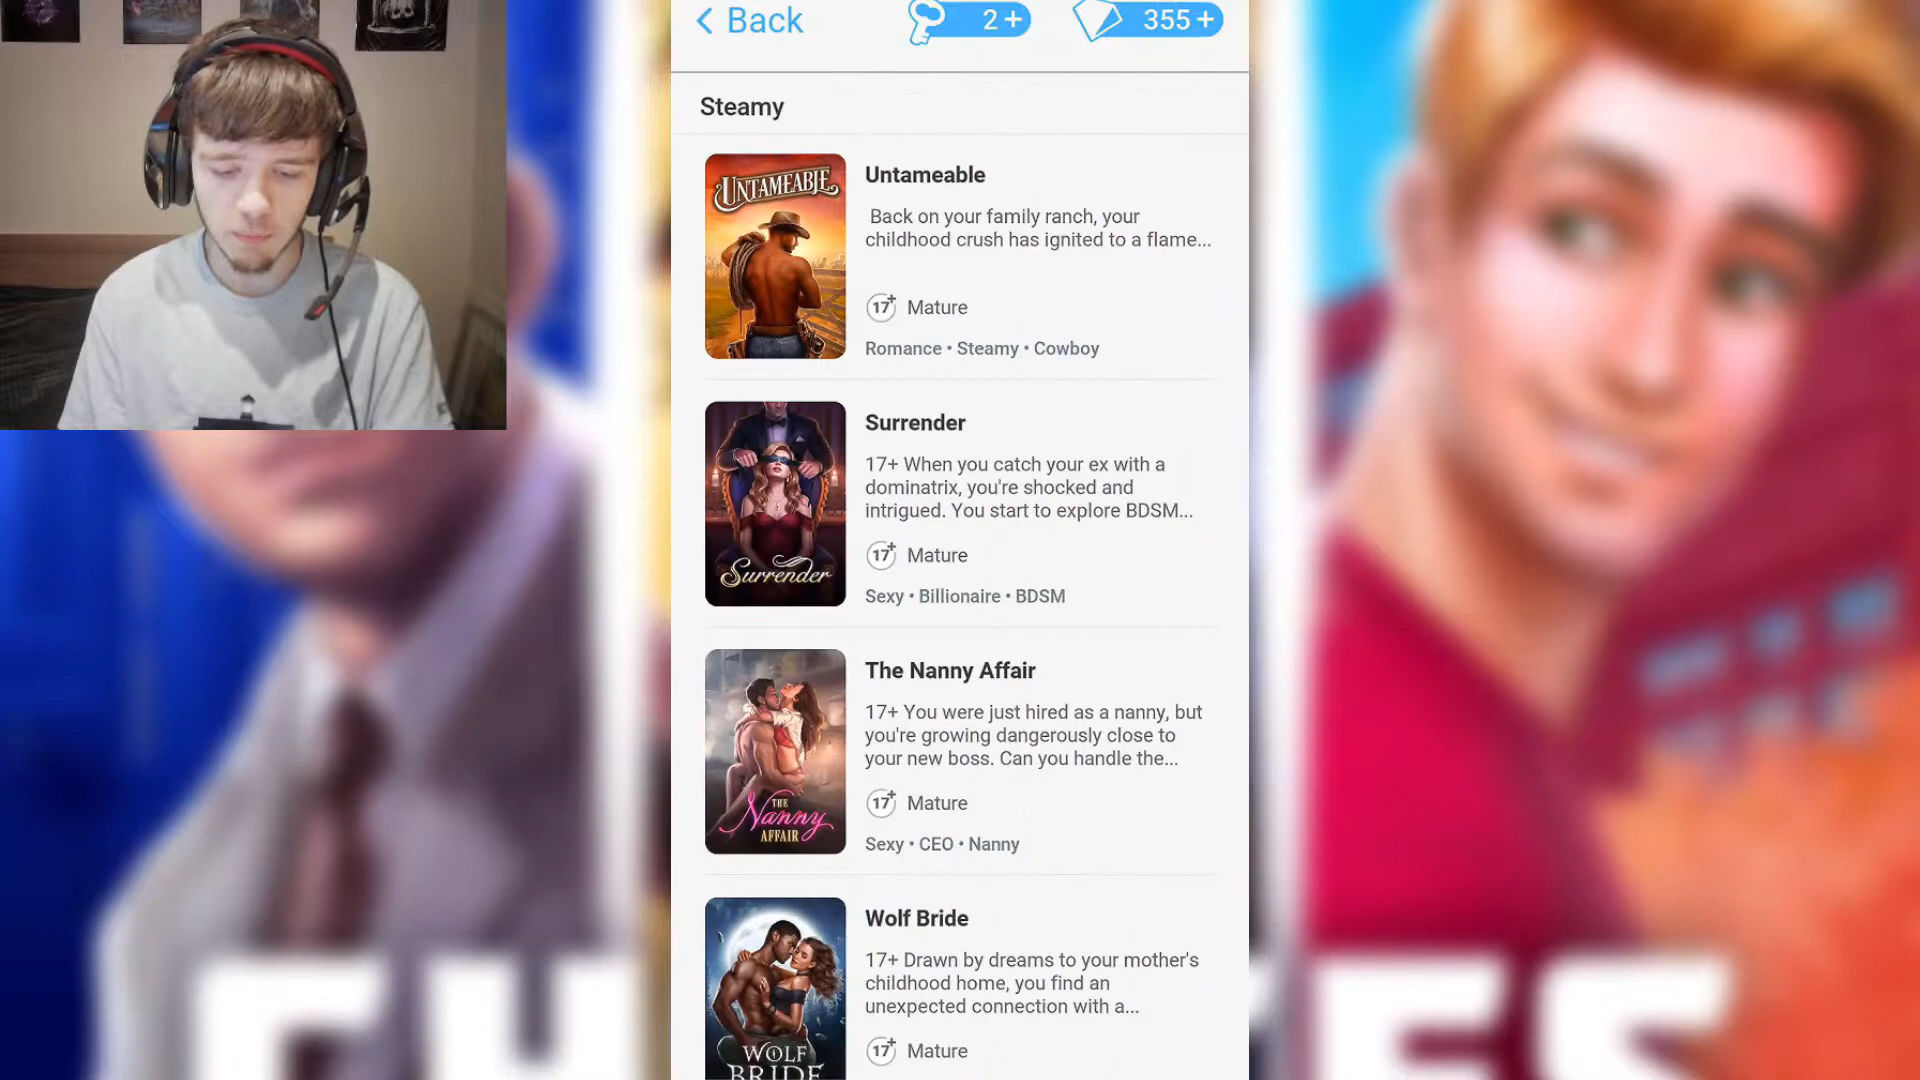 Back
2 +
355 +
Steamy
UNTAMEABLE
Untameable
Back on your family ranch, your
childhood crush has ignited to a flame...
17+ Mature
Romance • Steamy • Cowboy
Surrender
Surrender
17+ When you catch your ex with a
dominatrix, you're shocked and
intrigued. You start to explore BDSM...
17+ Mature
Sexy • Billionaire • BDSM
THE
Nanny
AFFAIR
The Nanny Affair
17+ You were just hired as a nanny, but
you're growing dangerously close to
your new boss. Can you handle the...
17+ Mature
Sexy • CEO • Nanny
WOLF
BRIDE
Wolf Bride
17+ Drawn by dreams to your mother's
childhood home, you find an
unexpected connection with a...
17+ Mature